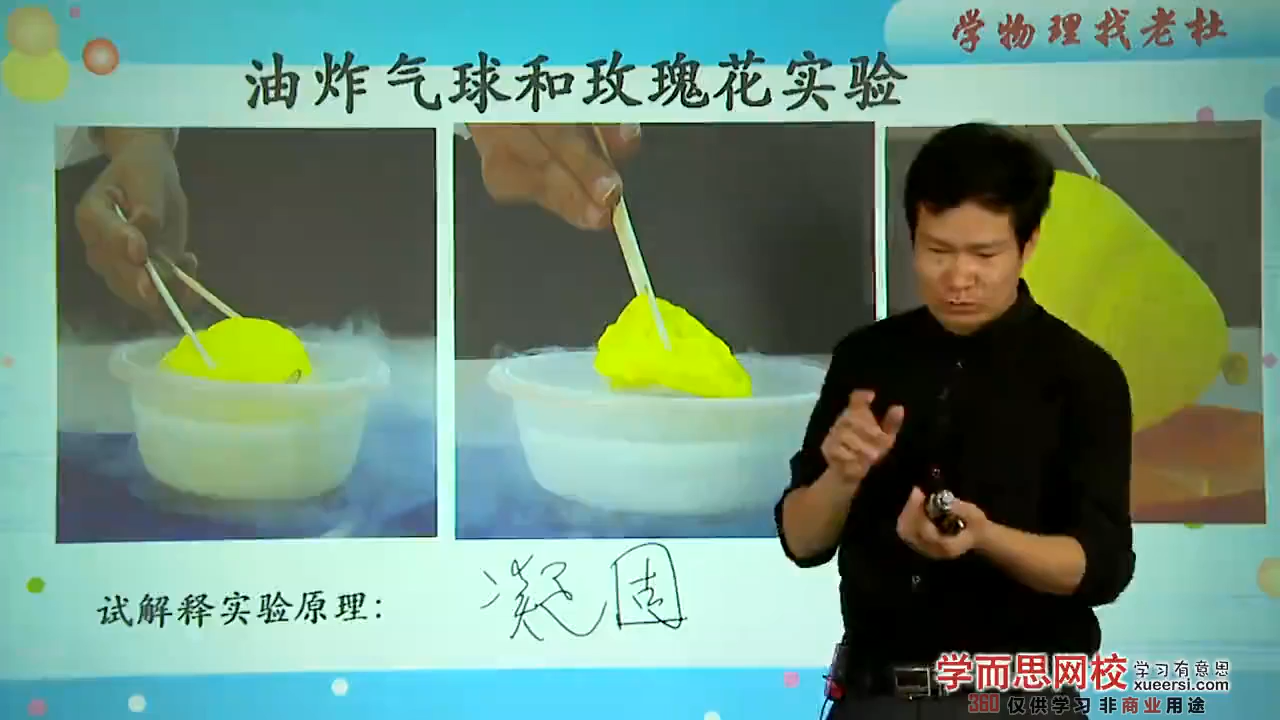 学物理找老杜
油炸气球和玫瑰花实验
试解释实验原理:
凝固
学而思网校 学习有意思
xueersi.com
360 仅供学习 非商业用途